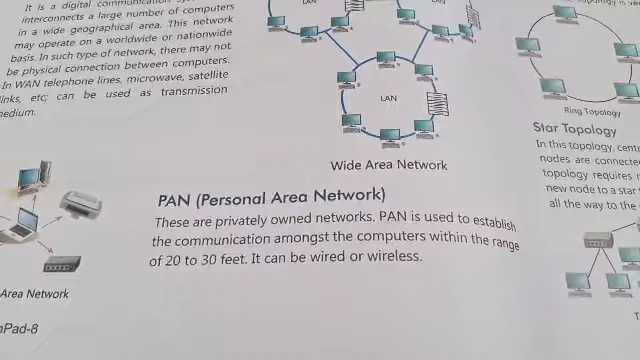 It is a digital communication
interconnects a large number of computers
in a wide geographical area. This network
may operate on a worldwide or nationwide
basis. In such type of network, there may not
be physical connection between computers.
In WAN telephone lines, microwave, satellite
links, etc; can be used as transmission
medium.
LAN
LAN
LAN
Wide Area Network
PAN (Personal Area Network)
These are privately owned networks. PAN is used to establish
the communication amongst the computers within the range
of 20 to 30 feet. It can be wired or wireless.
Area Network
Pad-8
Ring Topology
Star Topology
In this topology,
nodes are connecte
topology requires
new node to a star
all the way to the